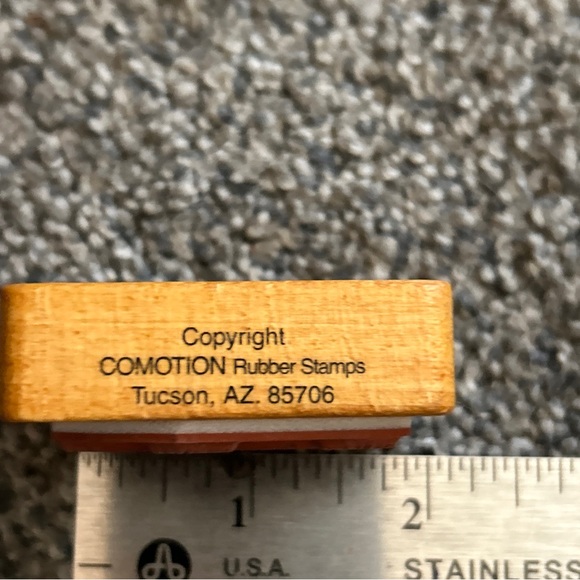 Copyright
COMOTION Rubber Stamps
Tucson, AZ. 85706
1 2
U.S.A. STAINLESS